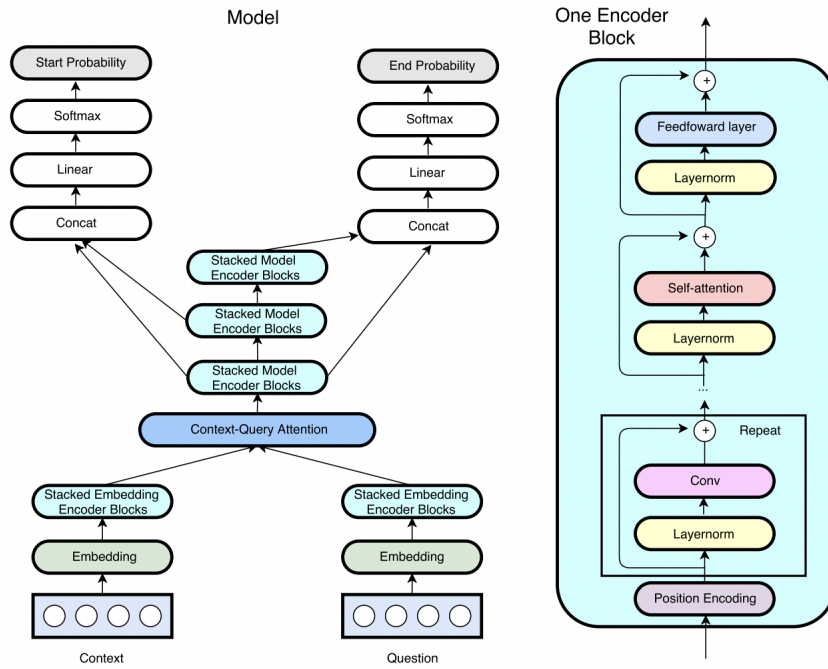 Model
Start Probability
Softmax
Linear
Concat
End Probability
Softmax
Linear
Concat
Stacked Model
Encoder Blocks
Stacked Model
Encoder Blocks
Stacked Model
Encoder Blocks
Context-Query Attention
Stacked Embedding
Encoder Blocks
Stacked Embedding
Encoder Blocks
Embedding
Embedding
Context
Question
One Encoder
Block
+
Feedfoward layer
Layernorm
+
Self-attention
Layernorm
...
+
Repeat
Conv
Layernorm
Position Encoding